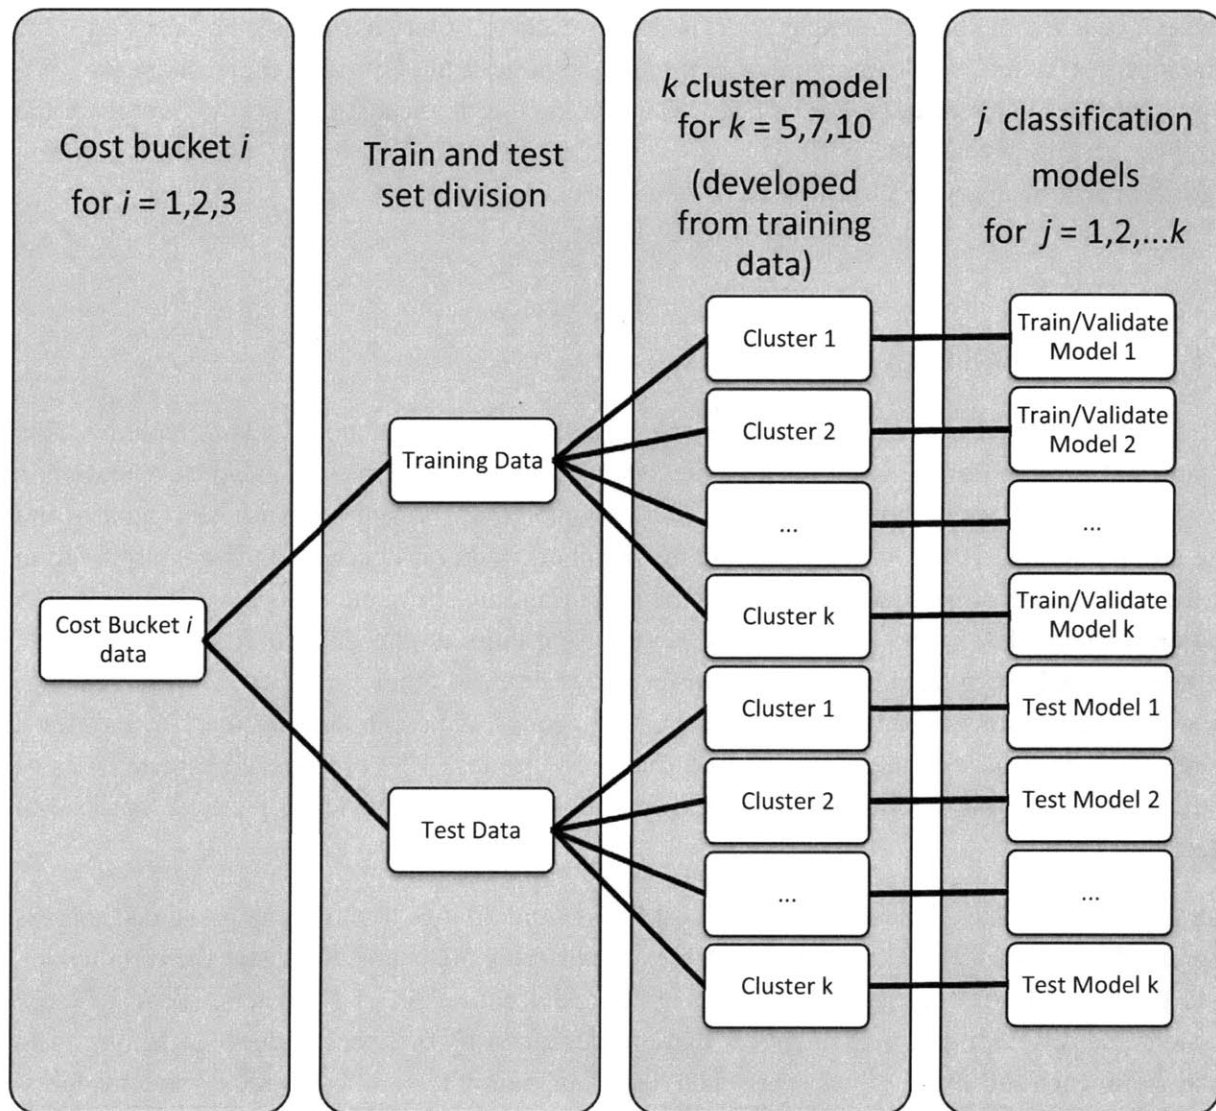 Cost bucket i
for i = 1,2,3
Train and test
set division
k cluster model
for k = 5,7,10
(developed
from training
data)
j classification
models
for j = 1,2,...k
Cost Bucket i
data
Training Data
Test Data
Cluster 1
Cluster 2
...
Cluster k
Cluster 1
Cluster 2
...
Cluster k
Train/Validate
Model 1
Train/Validate
Model 2
...
Train/Validate
Model k
Test Model 1
Test Model 2
...
Test Model k